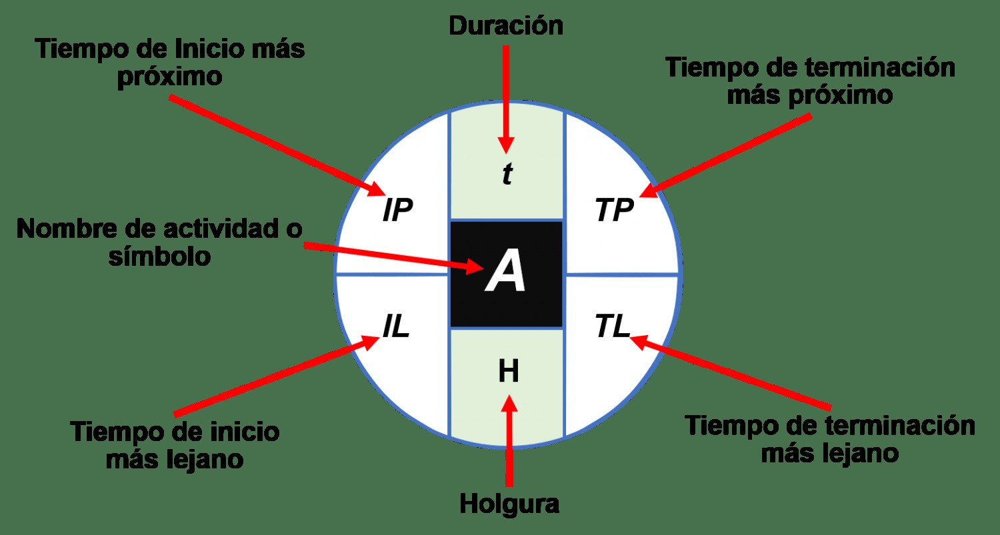 Duración
Tiempo de Inicio más
próximo
Tiempo de terminación
más próximo
t
IP
TP
Nombre de actividad o
símbolo
A
IL
TL
H
Tiempo de inicio
más lejano
Tiempo de terminación
más lejano
Holgura